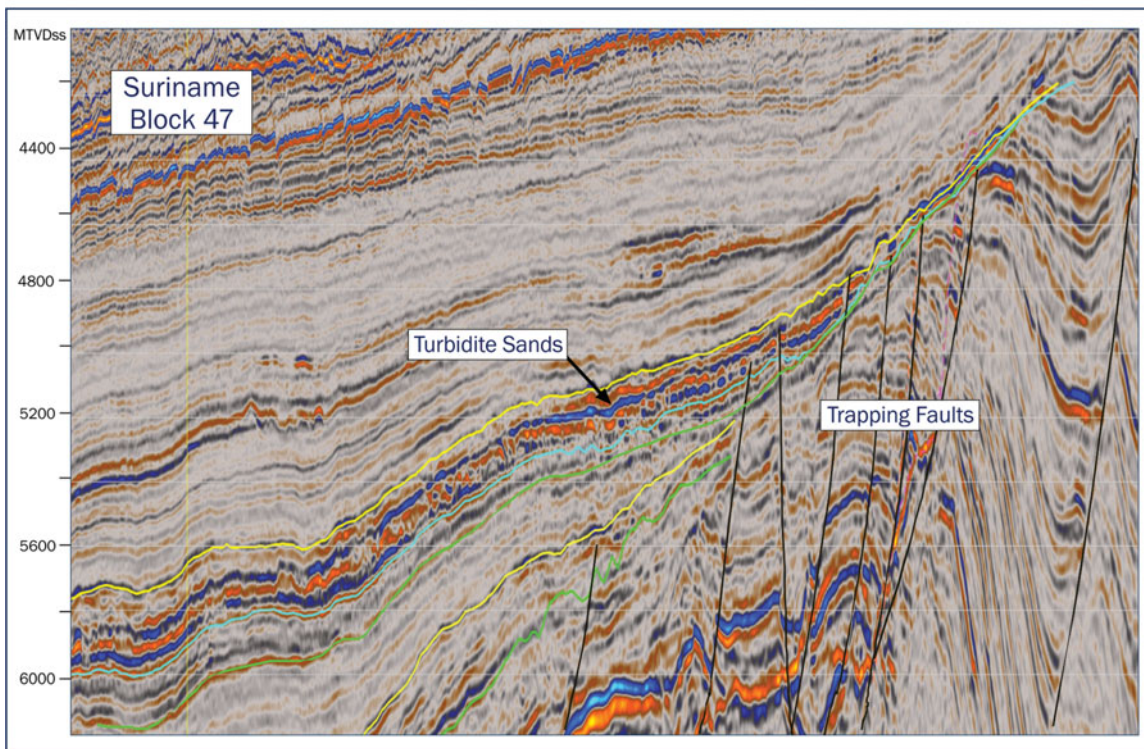 MTVDss
Suriname
Block 47
4400
4800
Turbidite Sands
5200
Trapping Faults
5600
6000